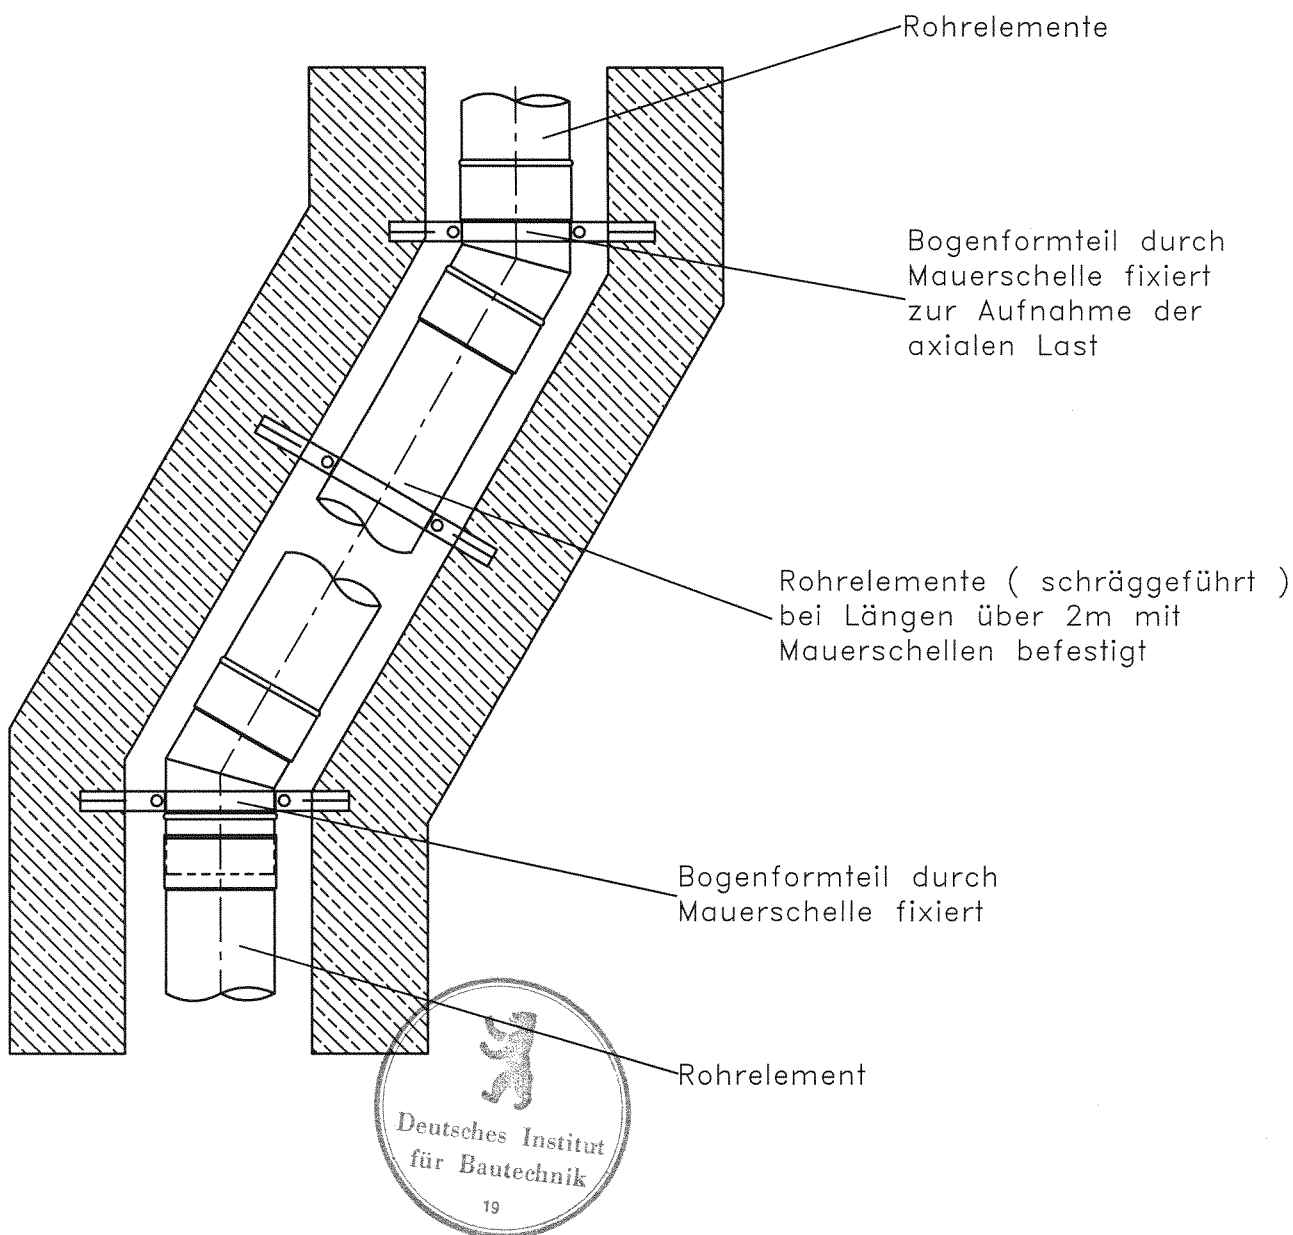 Rohrelemente
Bogenformteil durch
Mauerschelle fixiert
zur Aufnahme der
axialen Last
Rohrelemente ( schräggeführt )
bei Längen über 2m mit
Mauerschellen befestigt
Bogenformteil durch
Mauerschelle fixiert
Rohrelement
Deutsches Institut
für Bautechnik
19